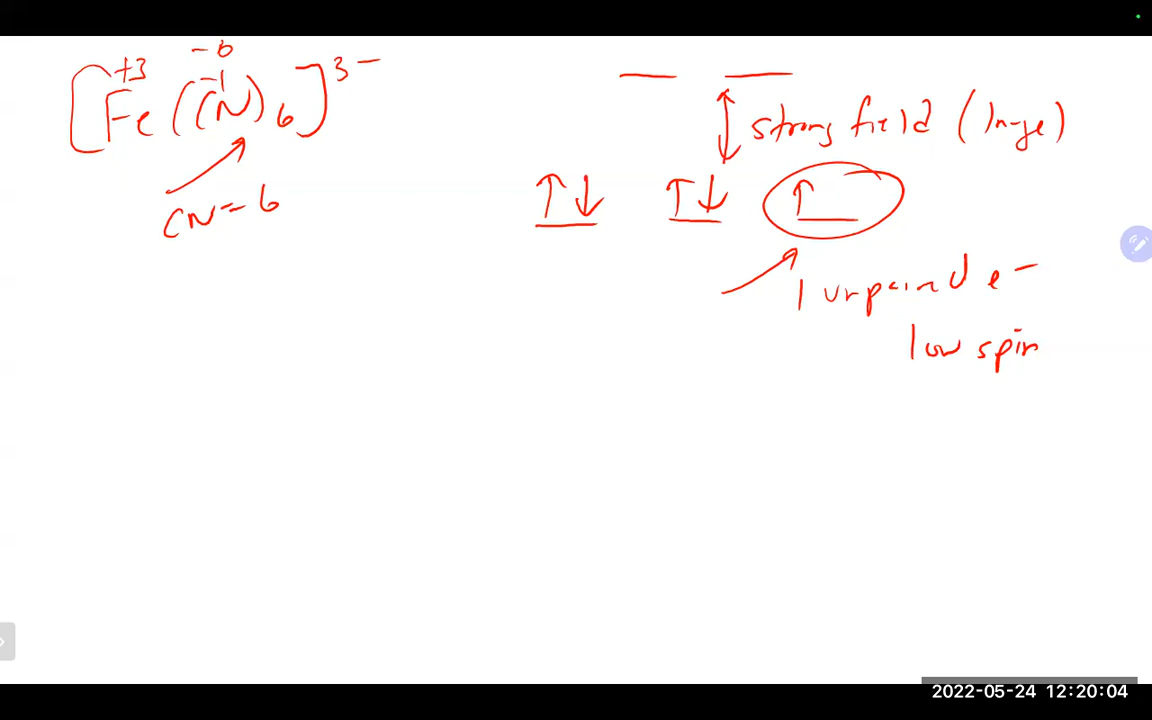 -6
+3 -1
[Fe(CN)6]3-
CN=6
strong field (large)
↑↓ ↑↓ ↑
1 unpaired e-
low spin
2022-05-24 12:20:04